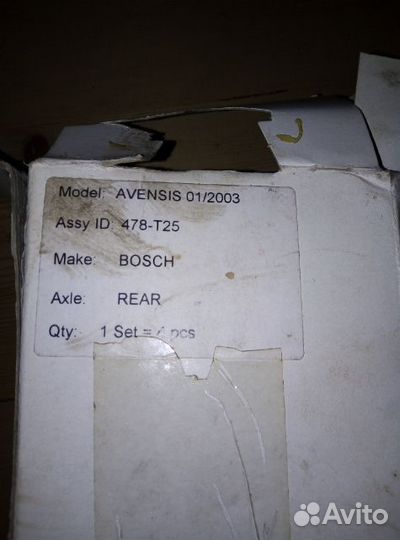 Model: AVENSIS 01/2003
Assy ID: 478-T25
Make: BOSCH
Axle: REAR
Qty: 1 Set = 4 pcs
Avito